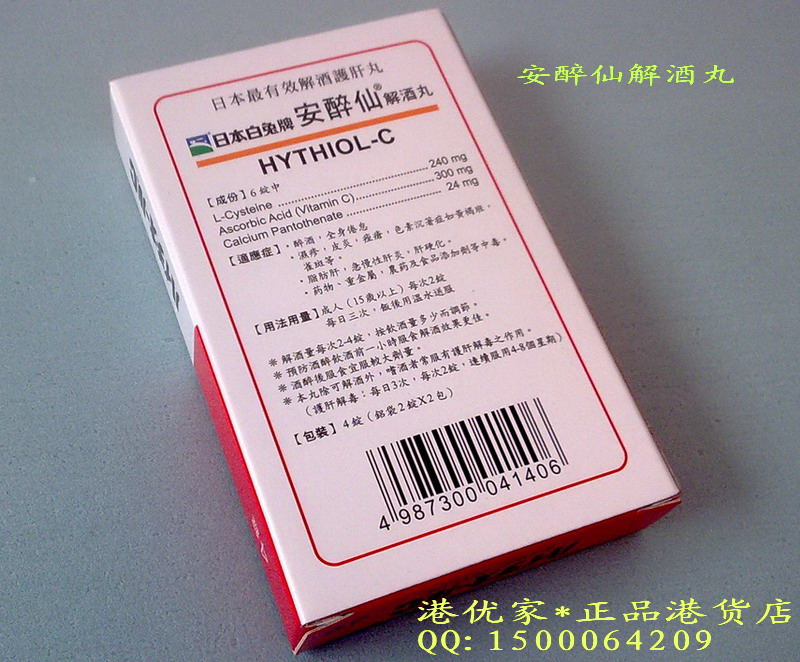 安醉仙解酒丸
日本最有效解酒護肝丸
日本白兔牌 安醉仙® 解酒丸
HYTHIOL-C
[成份] 6錠中
L-Cysteine ........................................ 240 mg
Ascorbic Acid (Vitamin C) ..................... 300 mg
Calcium Pantothenate ......................... 24 mg
[適應症]·醉酒,全身倦怠
·濕疹,皮炎,痤瘡,色素沉著症如黃褐斑,
雀斑等。
·脂肪肝,急慢性肝炎,肝硬化。
·藥物、重金屬、農药及食品添加劑等中毒。
[用法用量] 成人(15歲以上)每次2錠
每日三次,飯後用溫水送服
※ 解酒量每次2-4錠,按飲酒量多少而調節。
※ 預防酒醉飲酒前一小時服食解酒效果更佳。
※ 酒醉後服食宜服較大劑量。
※ 本丸除可解酒外,嗜酒者常服有護肝解毒之作用。
(護肝解毒:每日3次,每次2錠,連續服用4-8個星期)
[包裝] 4錠(鋁袋2錠X2包)
4 987300 041406
港优家*正品港货店
QQ: 1500064209